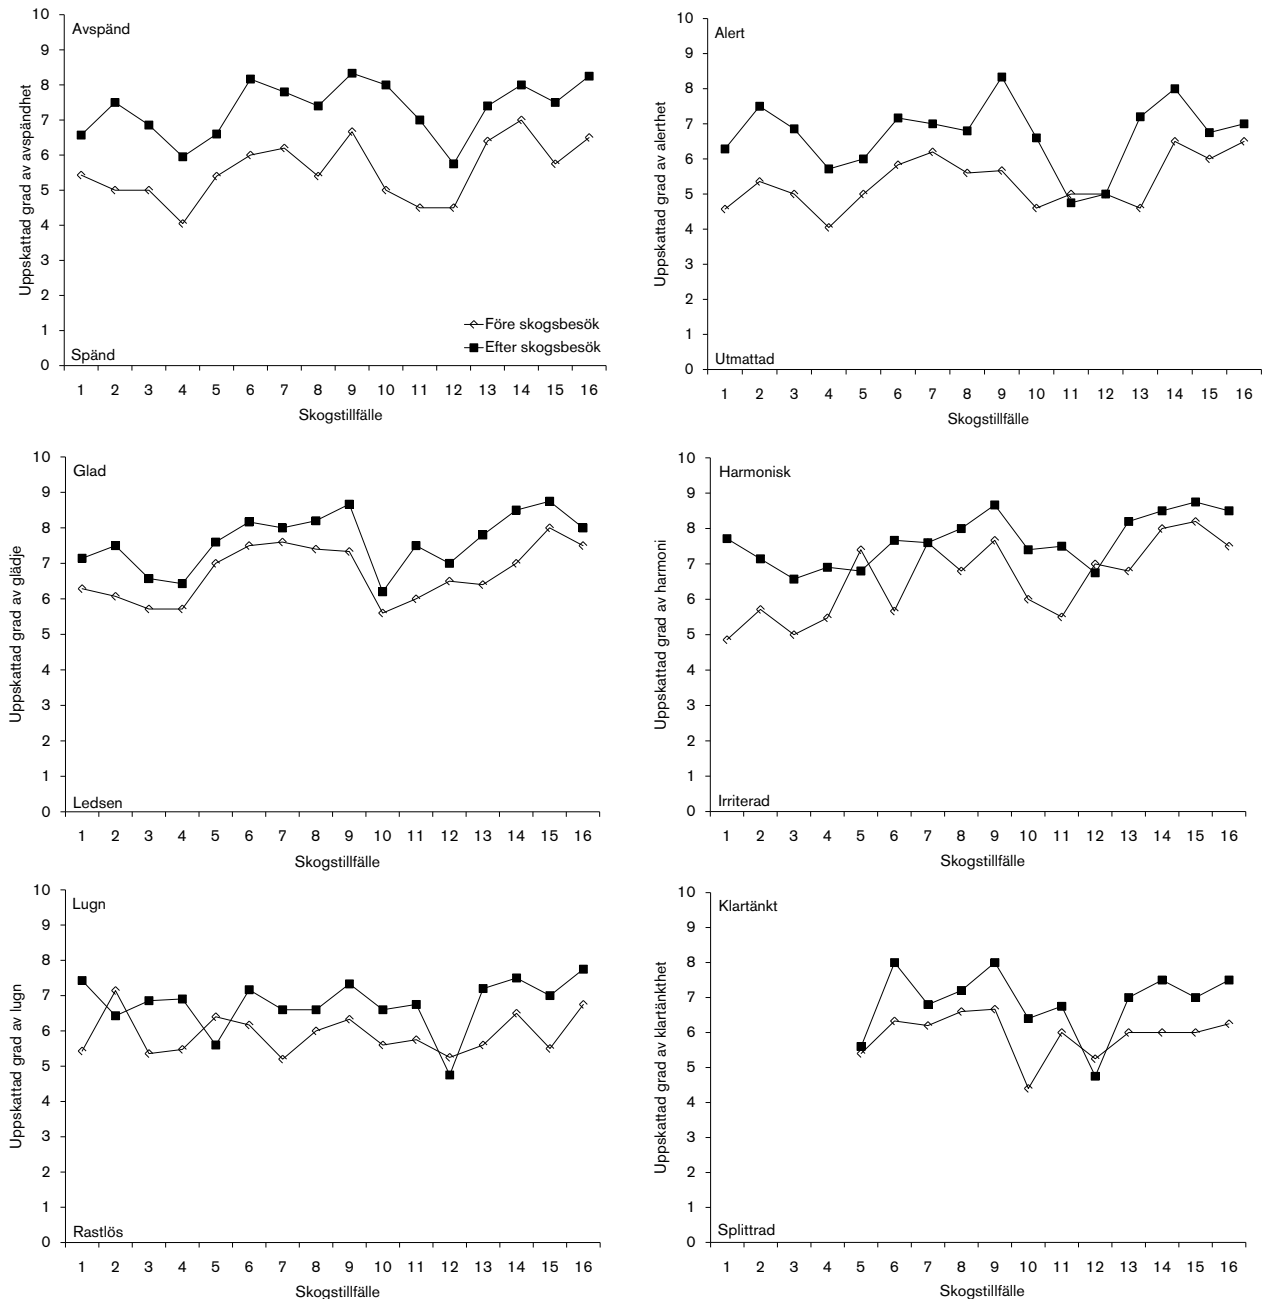 10
9
8
7
6
5
4
3
2
1
0
Uppskattad grad av avspändhet
Avspänd
Före skogsbesök
Efter skogsbesök
Spänd
1 2 3 4 5 6 7 8 9 10 11 12 13 14 15 16
Skogstillfälle
10
9
8
7
6
5
4
3
2
1
0
Uppskattad grad av alerthet
Alert
Utmattad
1 2 3 4 5 6 7 8 9 10 11 12 13 14 15 16
Skogstillfälle
10
9
8
7
6
5
4
3
2
1
0
Uppskattad grad av glädje
Glad
Ledsen
1 2 3 4 5 6 7 8 9 10 11 12 13 14 15 16
Skogstillfälle
10
9
8
7
6
5
4
3
2
1
0
Uppskattad grad av harmoni
Harmonisk
Irriterad
1 2 3 4 5 6 7 8 9 10 11 12 13 14 15 16
Skogstillfälle
10
9
8
7
6
5
4
3
2
1
0
Uppskattad grad av lugn
Lugn
Rastlös
1 2 3 4 5 6 7 8 9 10 11 12 13 14 15 16
Skogstillfälle
10
9
8
7
6
5
4
3
2
1
0
Uppskattad grad av klartänkthet
Klartänkt
Splittrad
1 2 3 4 5 6 7 8 9 10 11 12 13 14 15 16
Skogstillfälle